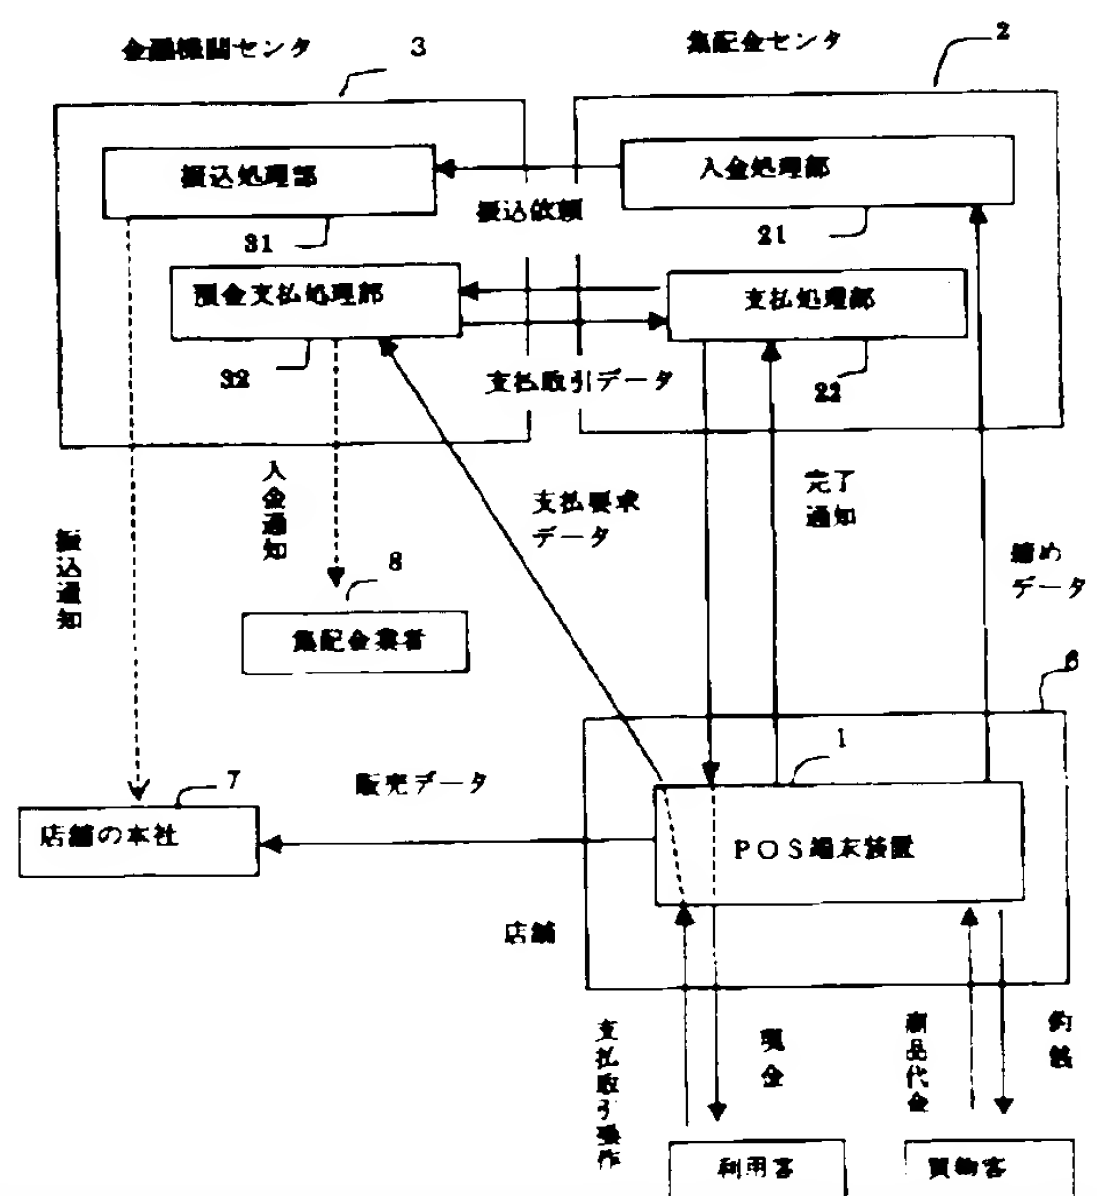 金融機関センタ
3
集配金センタ
2
振込処理部
入金処理部
振込依頼
31
21
預金支払処理部
支払処理部
32
支払取引データ
22
入金通知
支払要求
データ
完了
通知
振込通知
締め
データ
8
集配金業者
6
1
7
販売データ
店舗の本社
POS端末装置
店舗
支払取引操作
現金
商品代金
釣銭
利用客
買物客